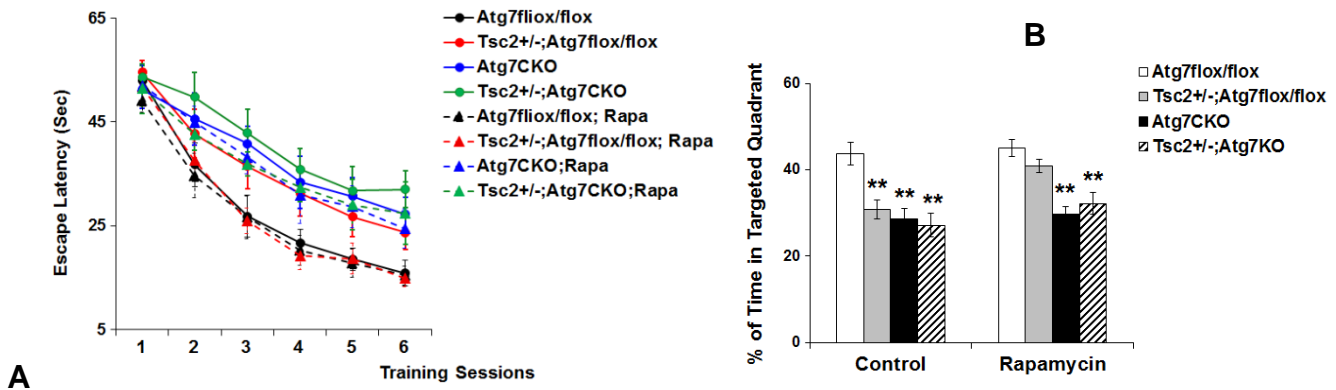 65
45
25
5
Escape Latency (Sec)
1 2 3 4 5 6
Training Sessions
Atg7fliox/flox
Tsc2+/-;Atg7flox/flox
Atg7CKO
Tsc2+/-;Atg7CKO
Atg7fliox/flox; Rapa
Tsc2+/-;Atg7flox/flox; Rapa
Atg7CKO;Rapa
Tsc2+/-;Atg7CKO;Rapa
A
B
Atg7flox/flox
Tsc2+/-;Atg7flox/flox
Atg7CKO
Tsc2+/-;Atg7KO
60
40
20
0
% of Time in Targeted Quadrant
** ** **
** **
Control Rapamycin